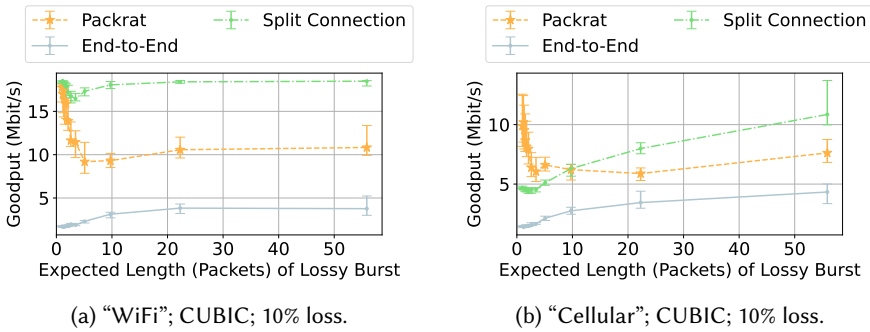 Packrat
Split Connection
End-to-End
Goodput (Mbit/s)
15
10
5
0 10 20 30 40 50
Expected Length (Packets) of Lossy Burst
(a) “WiFi”; CUBIC; 10% loss.
Packrat
Split Connection
End-to-End
Goodput (Mbit/s)
10
5
0 10 20 30 40 50
Expected Length (Packets) of Lossy Burst
(b) “Cellular”; CUBIC; 10% loss.